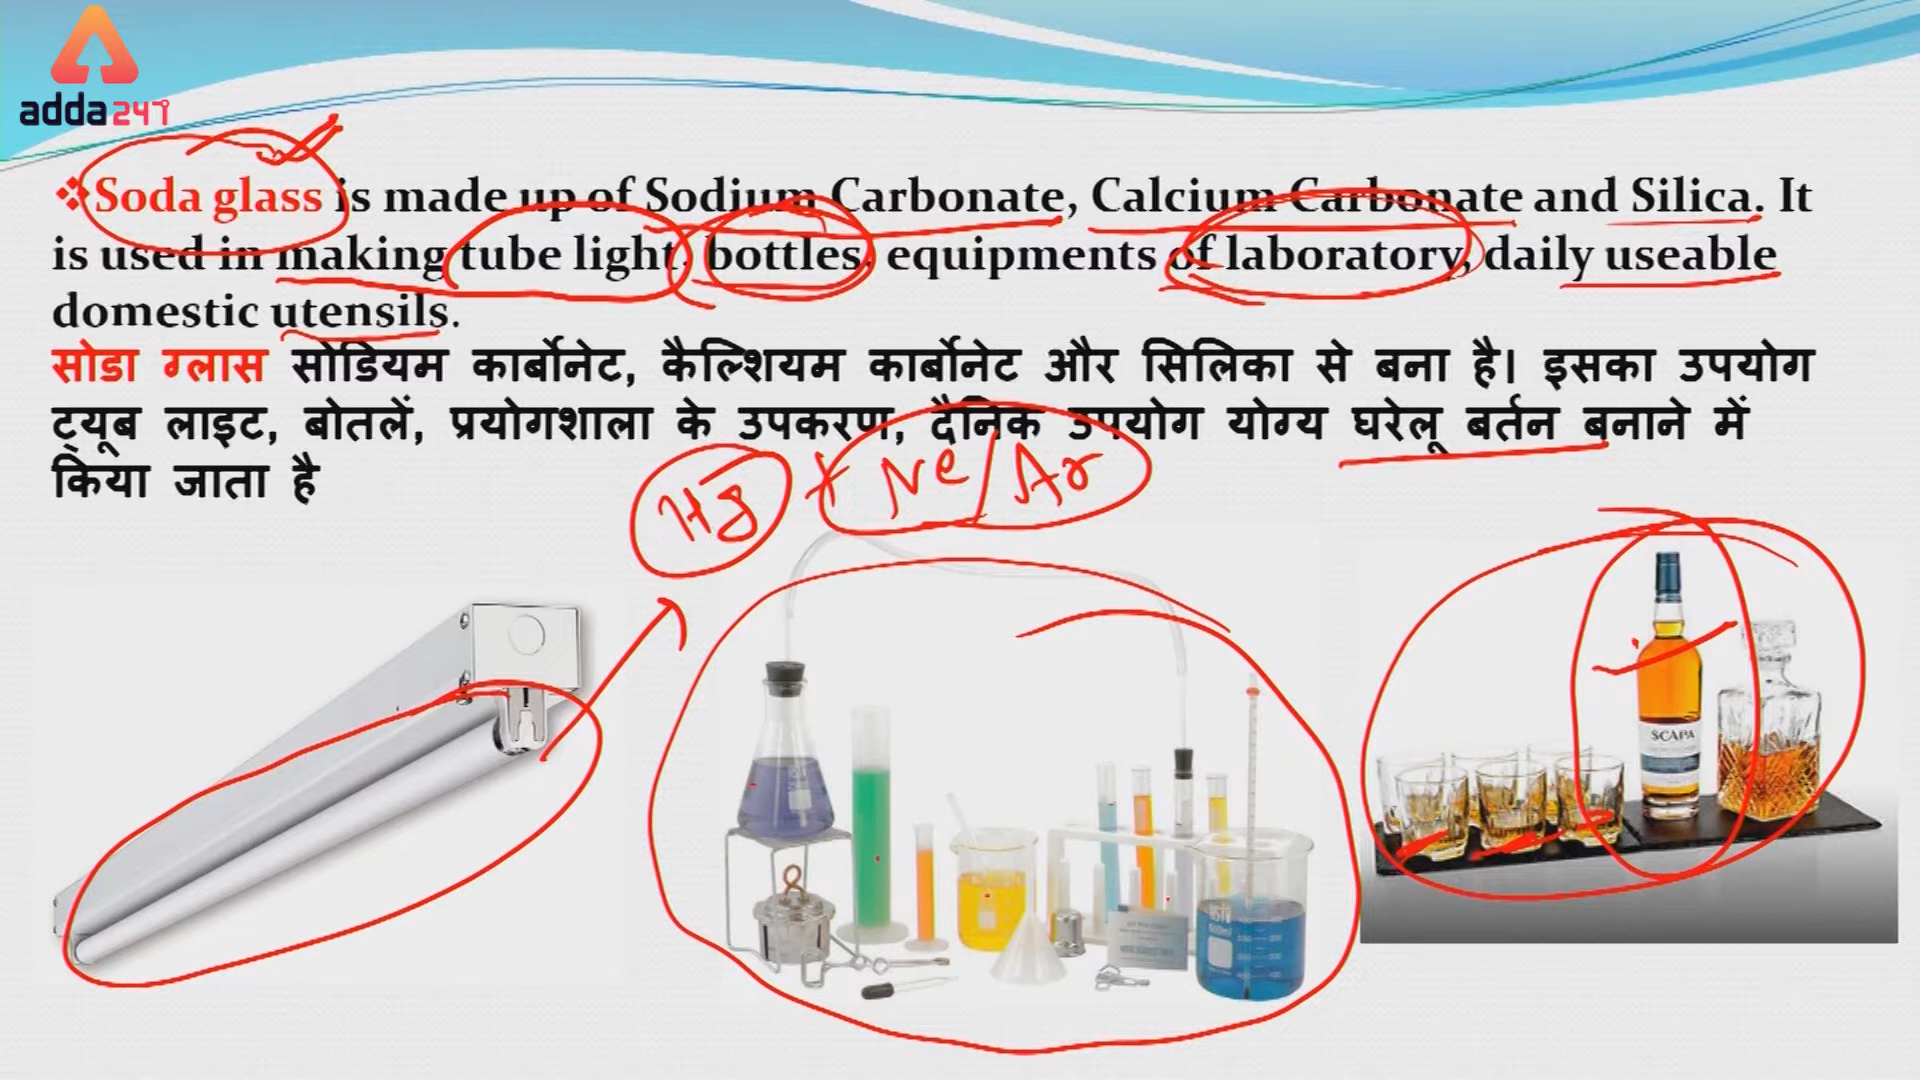 adda247
❖Soda glass is made up of Sodium Carbonate, Calcium Carbonate and Silica. It
is used in making tube light, bottles, equipments of laboratory, daily useable
domestic utensils.
सोडा ग्लास सोडियम कार्बोनेट, कैल्शियम कार्बोनेट और सिलिका से बना है। इसका उपयोग
ट्यूब लाइट, बोतलें, प्रयोगशाला के उपकरण, दैनिक उपयोग योग्य घरेलू बर्तन बनाने में
किया जाता है
Hg + Ne/Ar
SCAPA